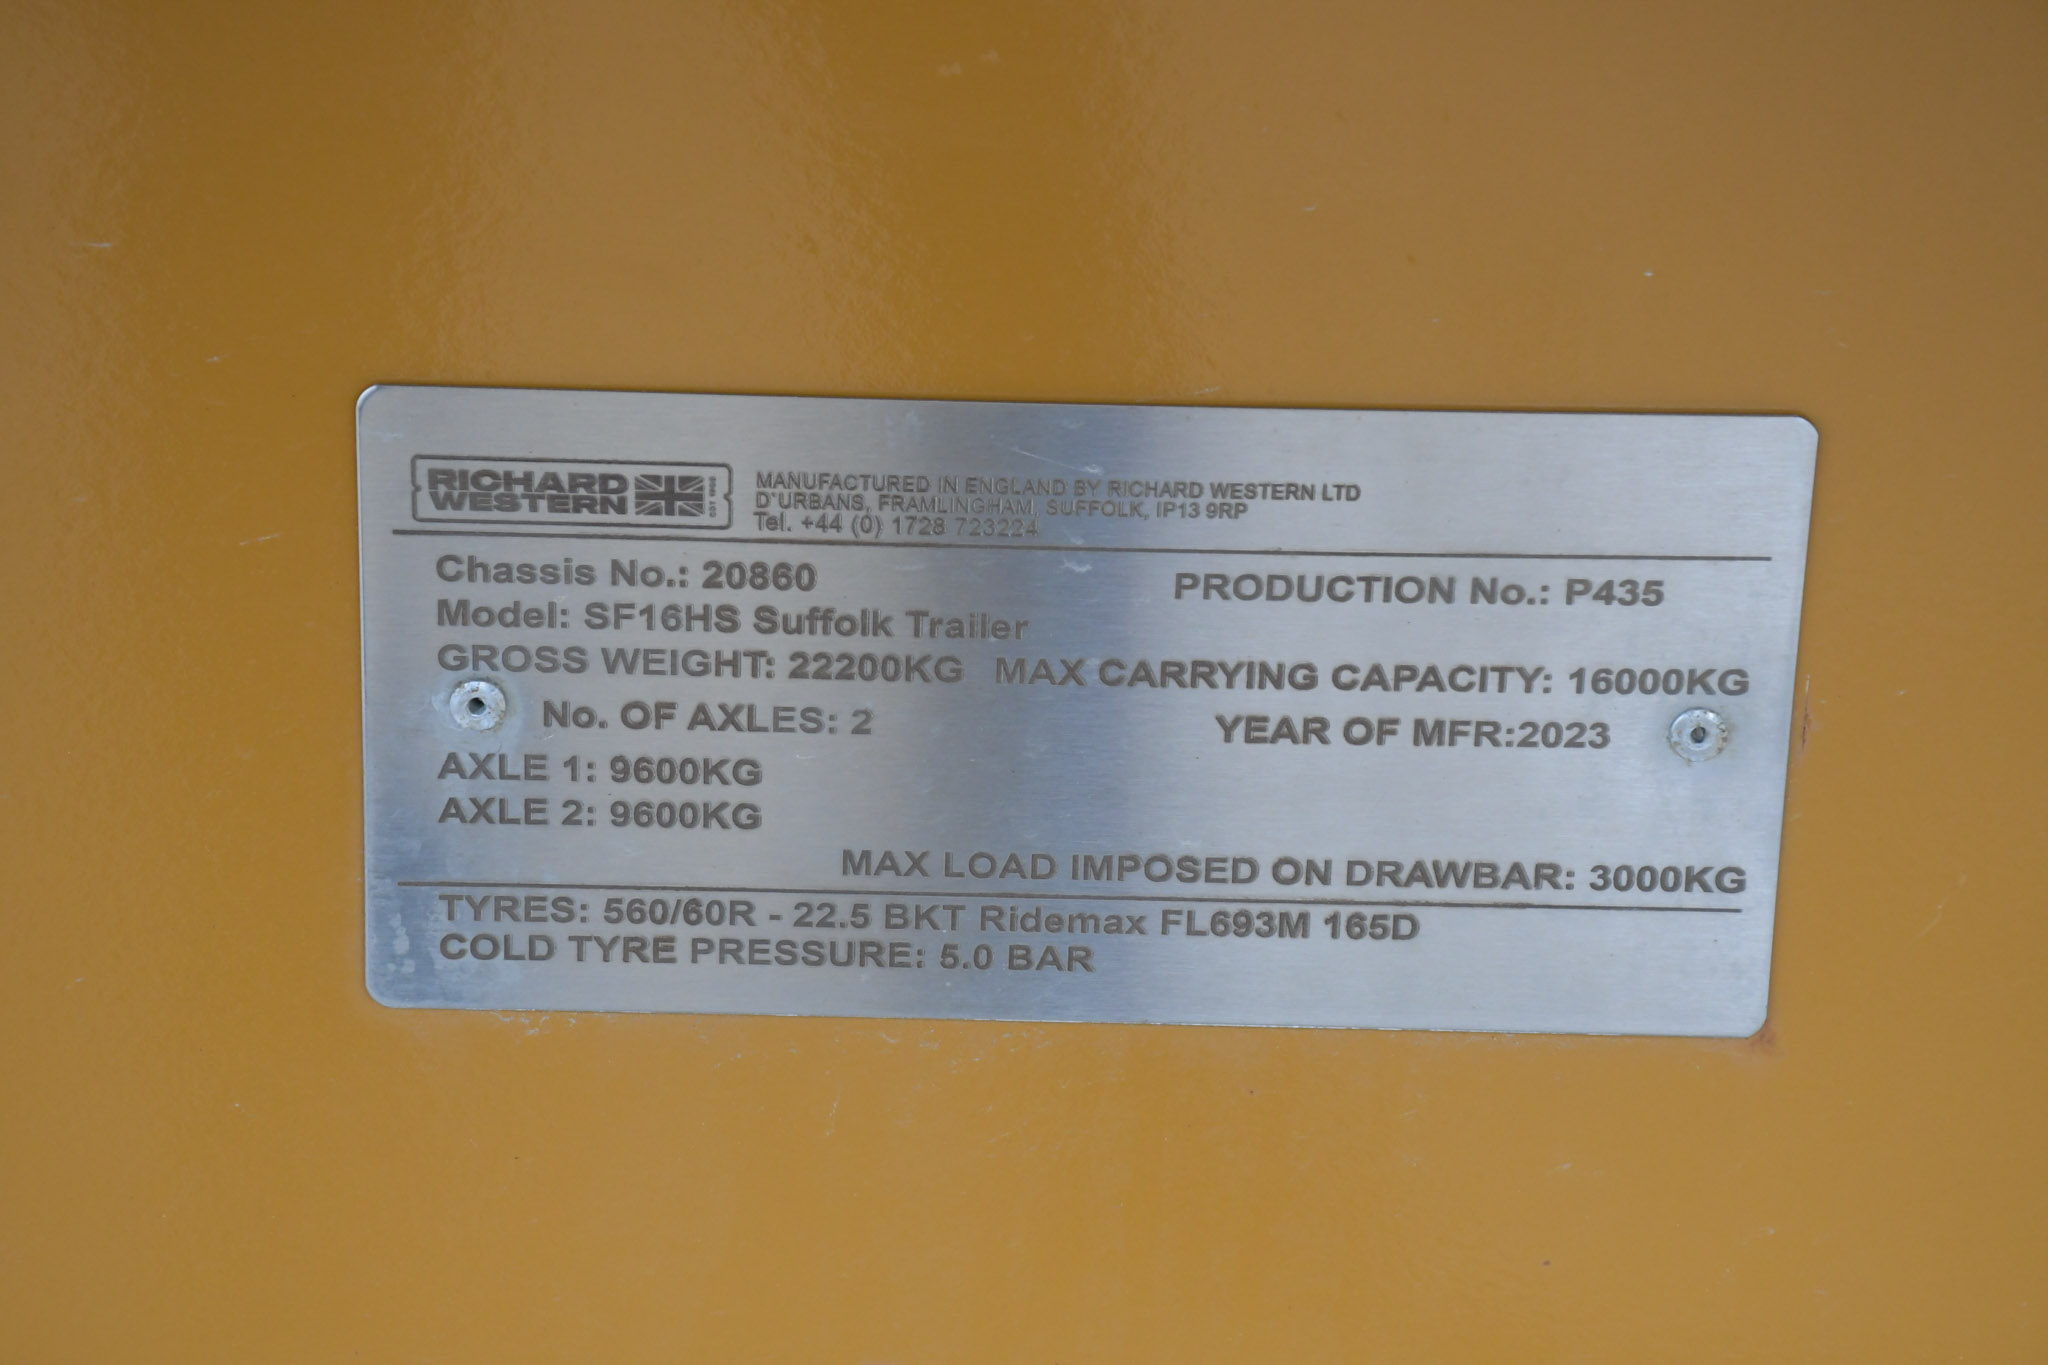 RICHARD
WESTERN
MANUFACTURED IN ENGLAND BY RICHARD WESTERN LTD
D'URBANS, FRAMLINGHAM, SUFFOLK, IP13 9RP
Tel. +44 (0) 1728 723224
Chassis No.: 20860
PRODUCTION No.: P435
Model: SF16HS Suffolk Trailer
GROSS WEIGHT: 22200KG MAX CARRYING CAPACITY: 16000KG
No. OF AXLES: 2
YEAR OF MFR:2023
AXLE 1: 9600KG
AXLE 2: 9600KG
MAX LOAD IMPOSED ON DRAWBAR: 3000KG
TYRES: 560/60R - 22.5 BKT Ridemax FL693M 165D
COLD TYRE PRESSURE: 5.0 BAR